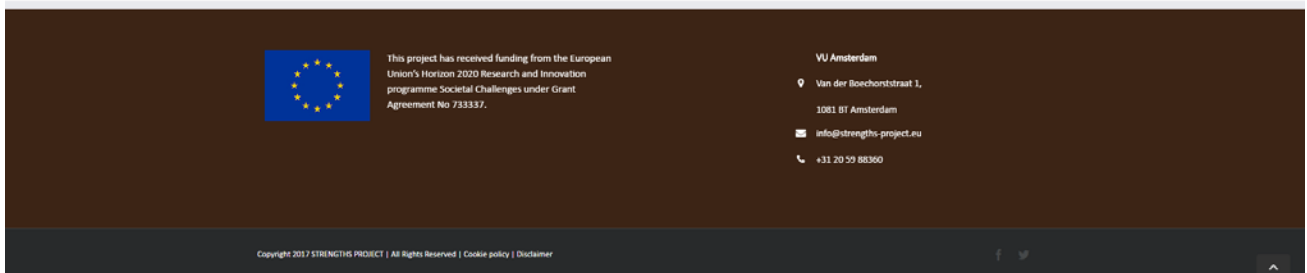 This project has received funding from the European
Union's Horizon 2020 Research and Innovation
programme Societal Challenges under Grant
Agreement No 733337.
VU Amsterdam
Van der Boechorststraat 1,
1081 BT Amsterdam
info@strengths-project.eu
+31 20 59 88360
Copyright 2017 STRENGTHS PROJECT | All Rights Reserved | Cookie policy | Disclaimer